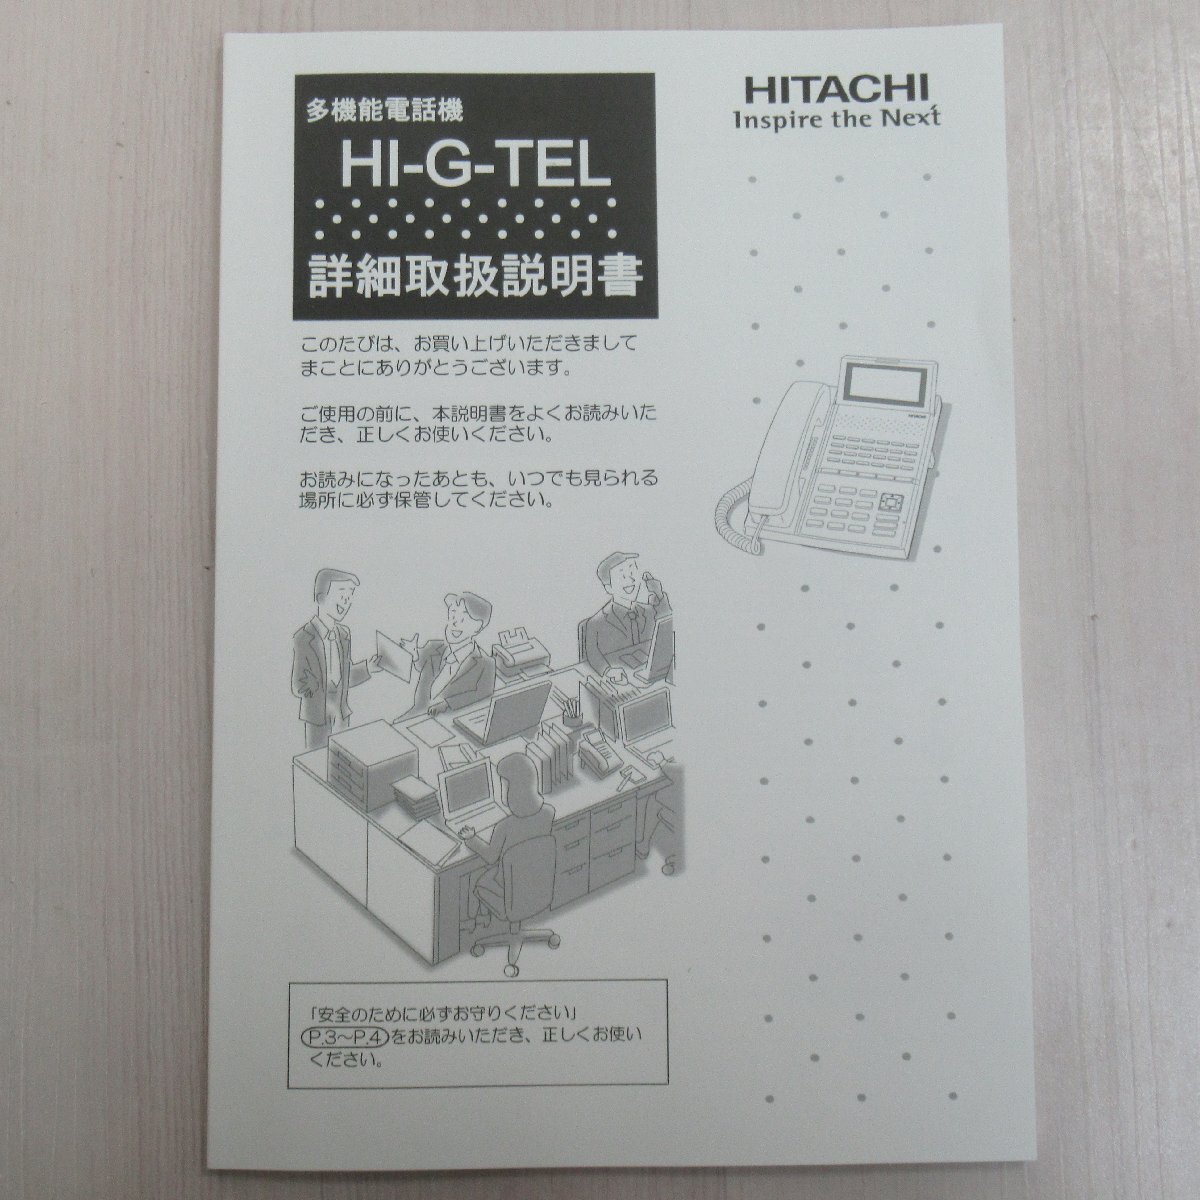 多機能電話機
HI-G-TEL
詳細取扱説明書
HITACHI
Inspire the Next
このたびは、お買い上げいただきまして
まことにありがとうございます。
ご使用の前に、本説明書をよくお読みいた
だき、正しくお使いください。
お読みになったあとも、いつでも見られる
場所に必ず保管してください。
HITACHI
「安全のために必ずお守りください」
P.3～P.4をお読みいただき、正しくお使い
ください。